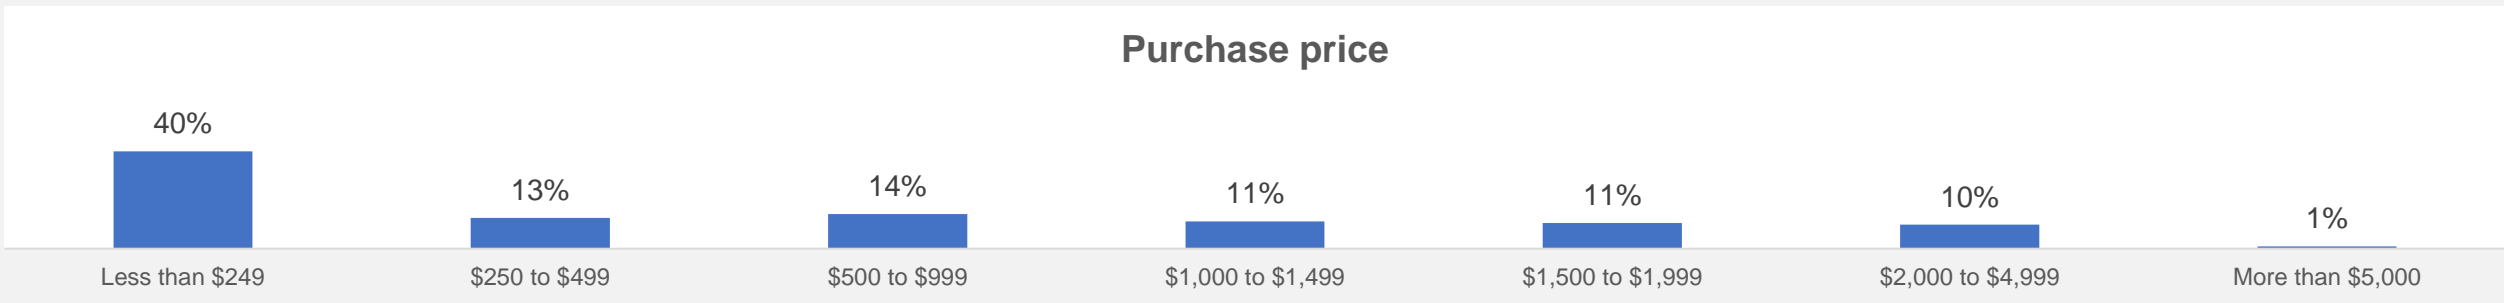 Purchase price
40%
13%
14%
11%
11%
10%
1%
Less than $249
$250 to $499
$500 to $999
$1,000 to $1,499
$1,500 to $1,999
$2,000 to $4,999
More than $5,000